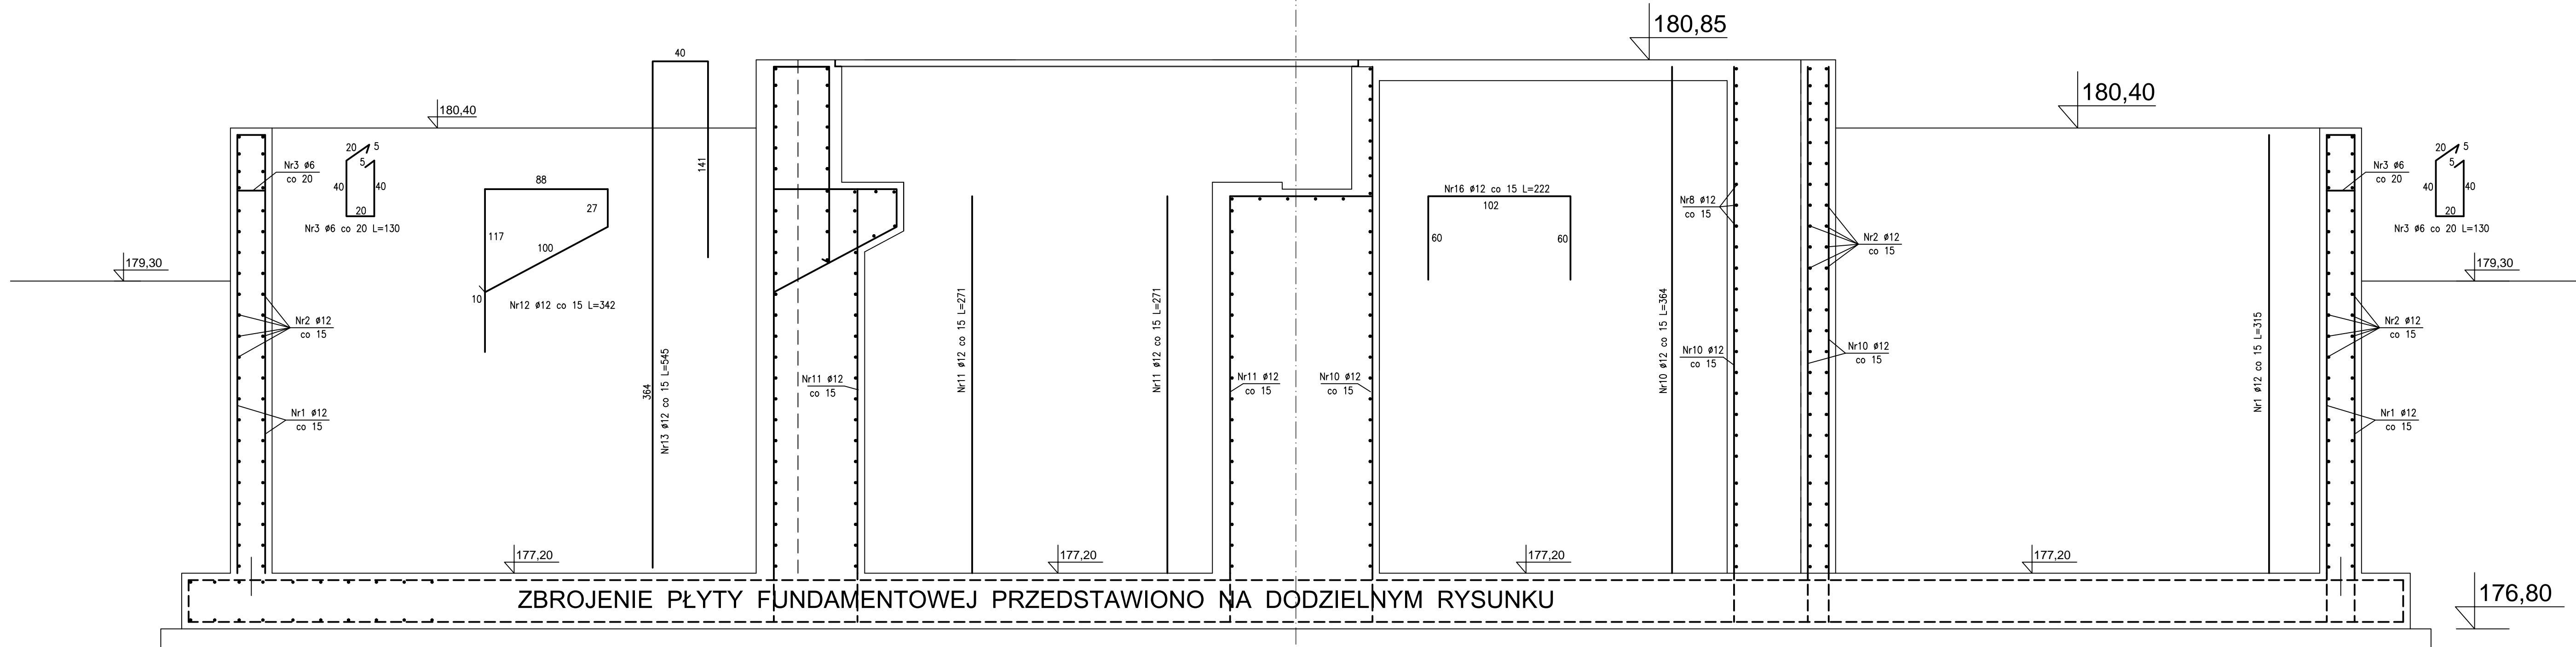 180,85
40
180,40
180,40
20
5
5
40
40
20
Nr3 ø6 co 20 L=130
Nr3 ø6
co 20
88
27
117
100
10
Nr12 ø12 co 15 L=342
141
364
Nr13 ø12 co 15 L=545
Nr16 ø12 co 15 L=222
102
60
60
Nr8 ø12
co 15
Nr2 ø12
co 15
Nr3 ø6
co 20
20
5
5
40
40
20
Nr3 ø6 co 20 L=130
179,30
179,30
Nr2 ø12
co 15
Nr11 ø12 co 15 L=271
Nr11 ø12 co 15 L=271
Nr10 ø12 co 15 L=364
Nr1 ø12 co 15 L=315
Nr2 ø12
co 15
Nr11 ø12
co 15
Nr11 ø12
co 15
Nr10 ø12
co 15
Nr10 ø12
co 15
Nr10 ø12
co 15
Nr1 ø12
co 15
Nr1 ø12
co 15
177,20
177,20
177,20
177,20
ZBROJENIE PŁYTY FUNDAMENTOWEJ PRZEDSTAWIONO NA DODZIELNYM RYSUNKU
176,80